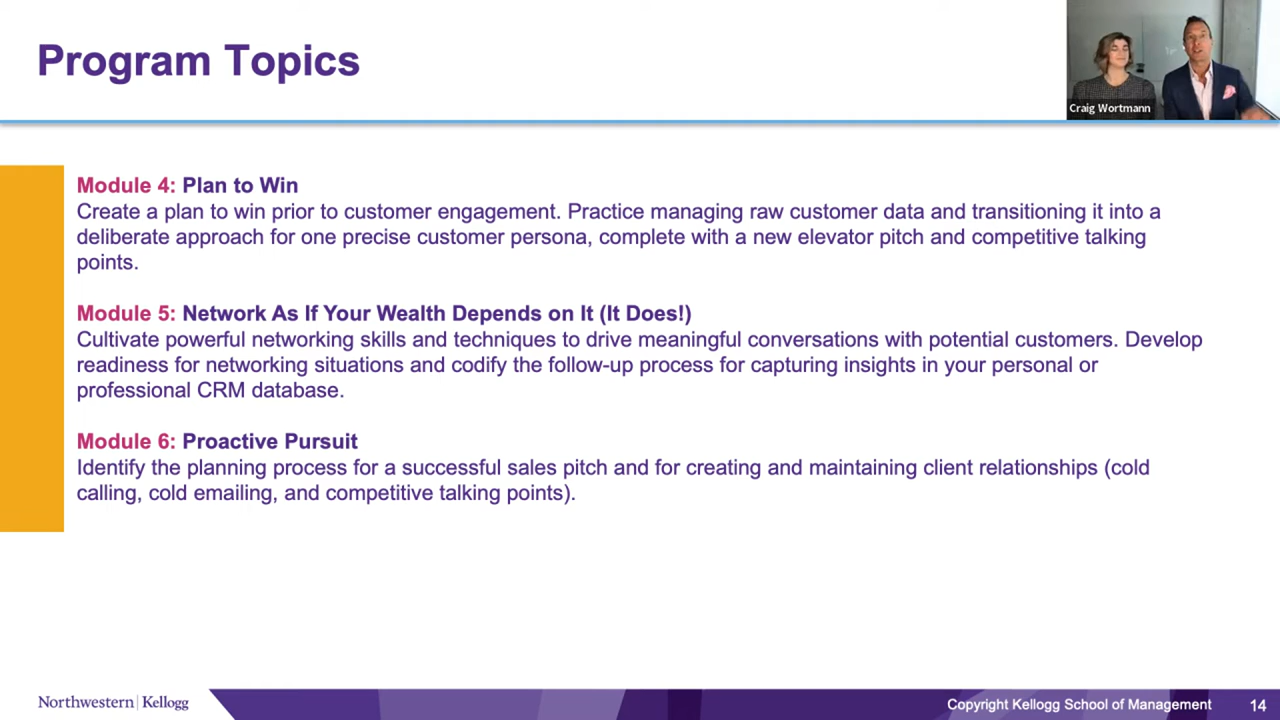 Program Topics
Craig Wortmann
Module 4: Plan to Win
Create a plan to win prior to customer engagement. Practice managing raw customer data and transitioning it into a
deliberate approach for one precise customer persona, complete with a new elevator pitch and competitive talking
points.
Module 5: Network As If Your Wealth Depends on It (It Does!)
Cultivate powerful networking skills and techniques to drive meaningful conversations with potential customers. Develop
readiness for networking situations and codify the follow-up process for capturing insights in your personal or
professional CRM database.
Module 6: Proactive Pursuit
Identify the planning process for a successful sales pitch and for creating and maintaining client relationships (cold
calling, cold emailing, and competitive talking points).
Northwestern | Kellogg
Copyright Kellogg School of Management 14